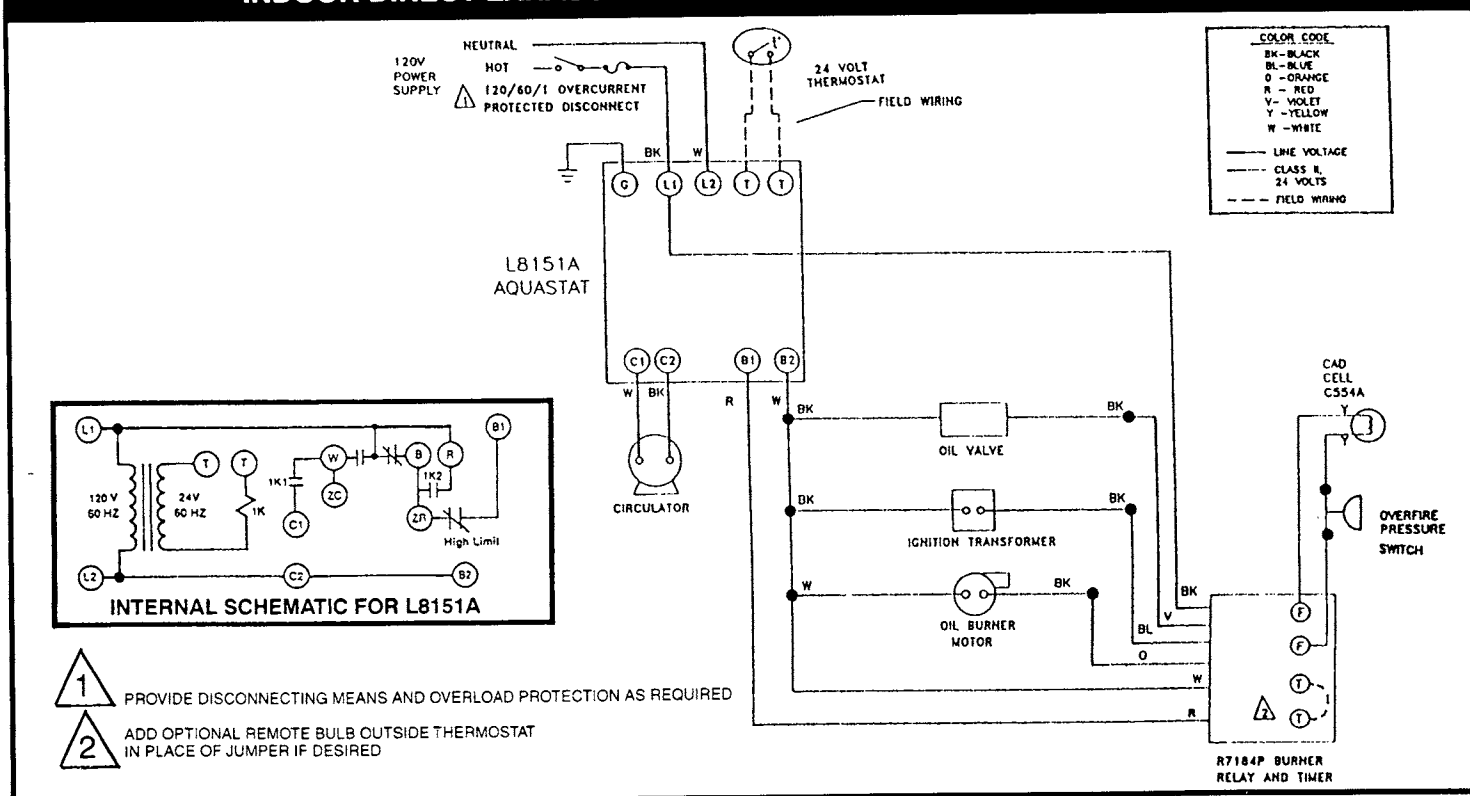 120V
POWER
SUPPLY
NEUTRAL
HOT
1
120/60/1 OVERCURRENT
PROTECTED DISCONNECT
24 VOLT
THERMOSTAT
FIELD WIRING
COLOR CODE
BK-BLACK
BL-BLUE
O - ORANGE
R - RED
V- VIOLET
Y -YELLOW
W -WHITE
LINE VOLTAGE
CLASS II,
24 VOLTS
FIELD WIRING
BK
W
G
L1
L2
T
T
L8151A
AQUASTAT
C1
C2
B1
B2
W
BK
R
W
CIRCULATOR
BK
BK
OIL VALVE
BK
BK
IGNITION TRANSFORMER
W
BK
OIL BURNER
MOTOR
CAD
CELL
C554A
Y
Y
OVERFIRE
PRESSURE
SWITCH
BK
V
BL
O
W
R
F
F
T
T
2
R7184P BURNER
RELAY AND TIMER
L1
T
T
W
B
R
B1
1K1
1K2
120 V
60 HZ
24V
60 HZ
1K
C1
ZC
ZR
High Limit
L2
C2
B2
INTERNAL SCHEMATIC FOR L8151A
1
PROVIDE DISCONNECTING MEANS AND OVERLOAD PROTECTION AS REQUIRED
2
ADD OPTIONAL REMOTE BULB OUTSIDE THERMOSTAT
IN PLACE OF JUMPER IF DESIRED